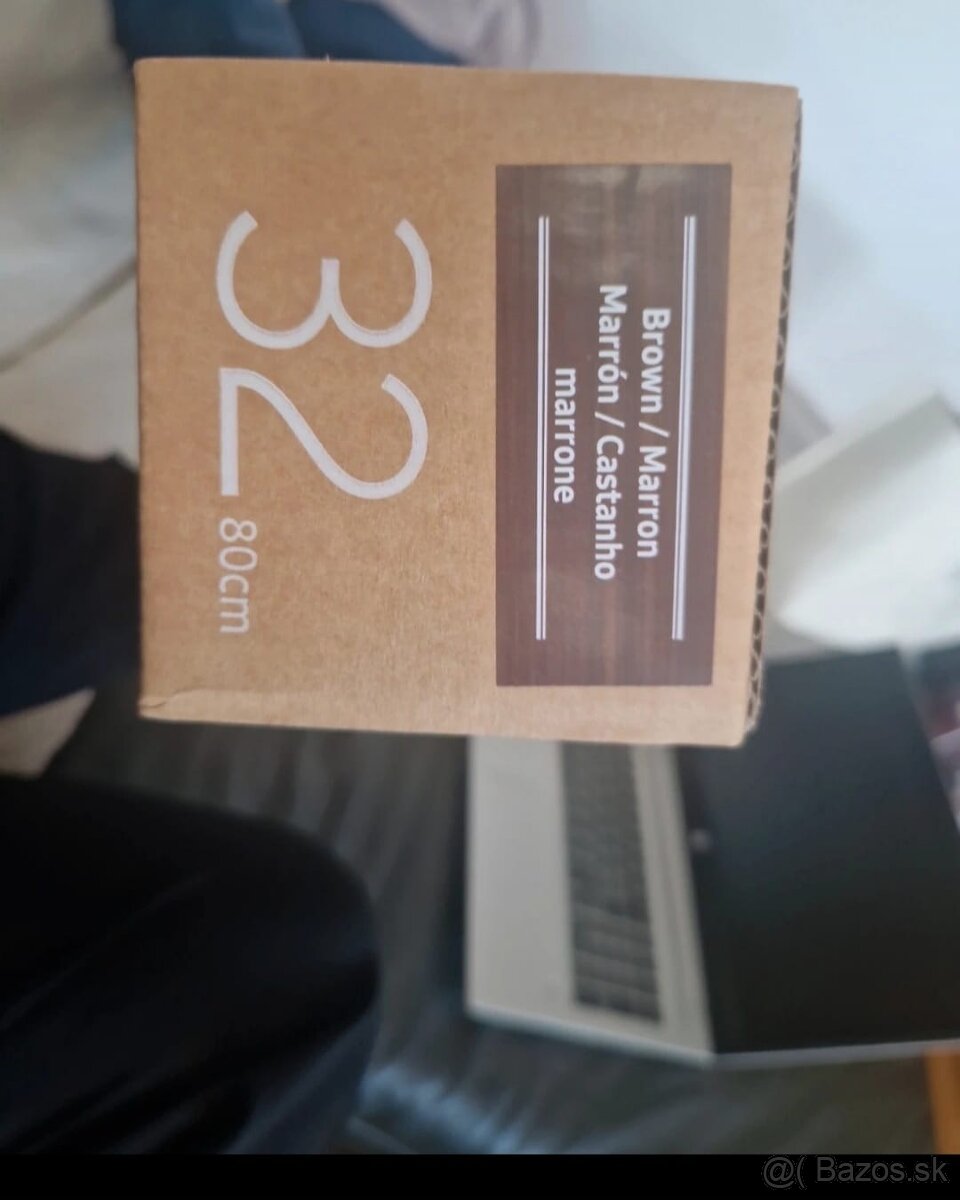 Brown / Marron
Marrón / Castanho
marrone
32 80cm
@( Bazos.sk